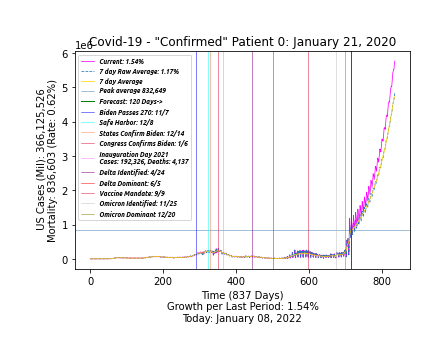 Covid-19 - "Confirmed" Patient 0: January 21, 2020
1e6
6
5
4
3
2
1
0
US Cases (Mil): 366,125,526
Mortality: 836,603 (Rate: 0.62%)
Current: 1.54%
7 day Raw Average: 1.17%
7 day Average
Peak average 832,649
Forecast: 120 Days->
Biden Passes 270: 11/7
Safe Harbor: 12/8
States Confirm Biden: 12/14
Congress Confirms Biden: 1/6
Inauguration Day 2021
Cases: 192,326, Deaths: 4,137
Delta Identified: 4/24
Delta Dominant: 6/5
Vaccine Mandate: 9/9
Omicron Identified: 11/25
Omicron Dominant 12/20
0 200 400 600 800
Time (837 Days)
Growth per Last Period: 1.54%
Today: January 08, 2022